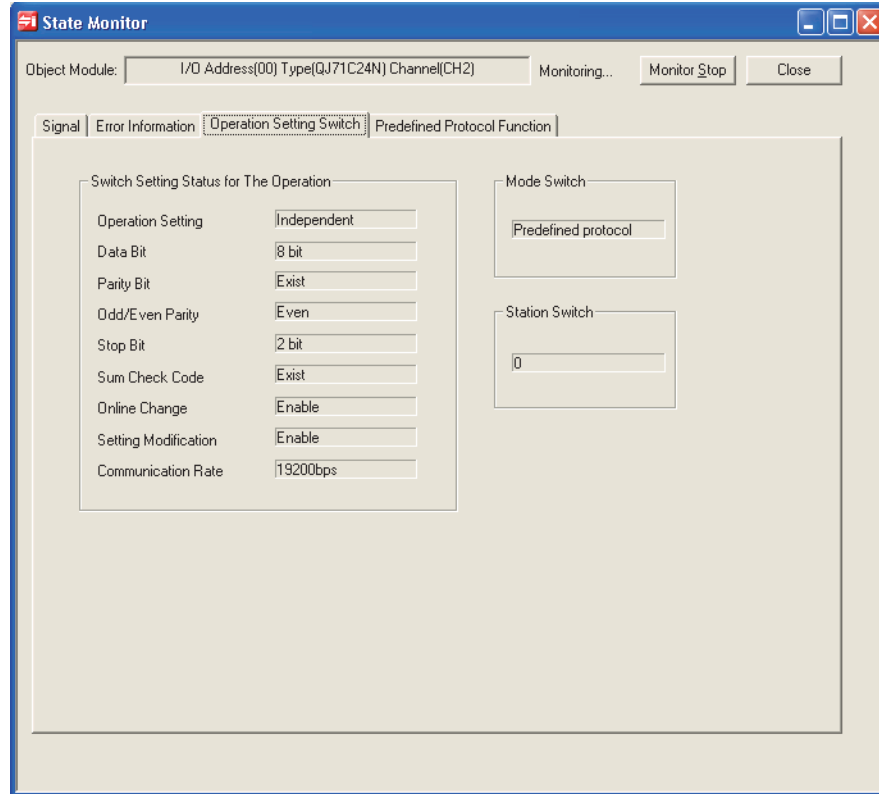 State Monitor
Object Module: I/O Address(00) Type(QJ71C24N) Channel(CH2) Monitoring... Monitor Stop Close
Signal Error Information Operation Setting Switch Predefined Protocol Function
Switch Setting Status for The Operation
Operation Setting Independent
Data Bit 8 bit
Parity Bit Exist
Odd/Even Parity Even
Stop Bit 2 bit
Sum Check Code Exist
Online Change Enable
Setting Modification Enable
Communication Rate 19200bps
Mode Switch
Predefined protocol
Station Switch
0